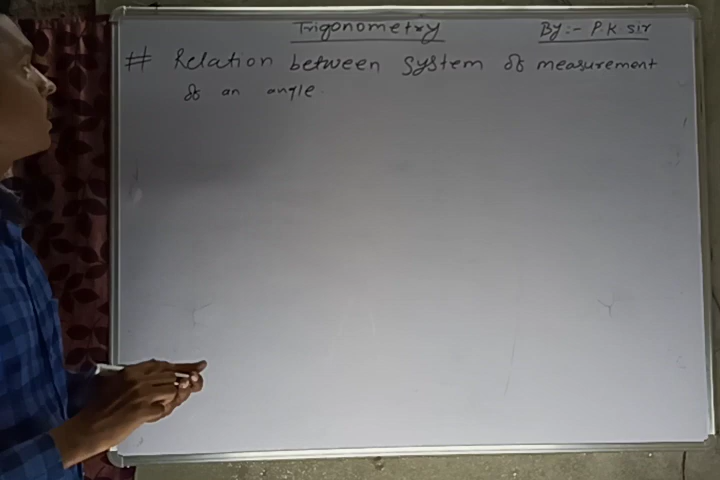 Trigonometry By:- P.K. sir
# Relation between system of measurement
of an angle.